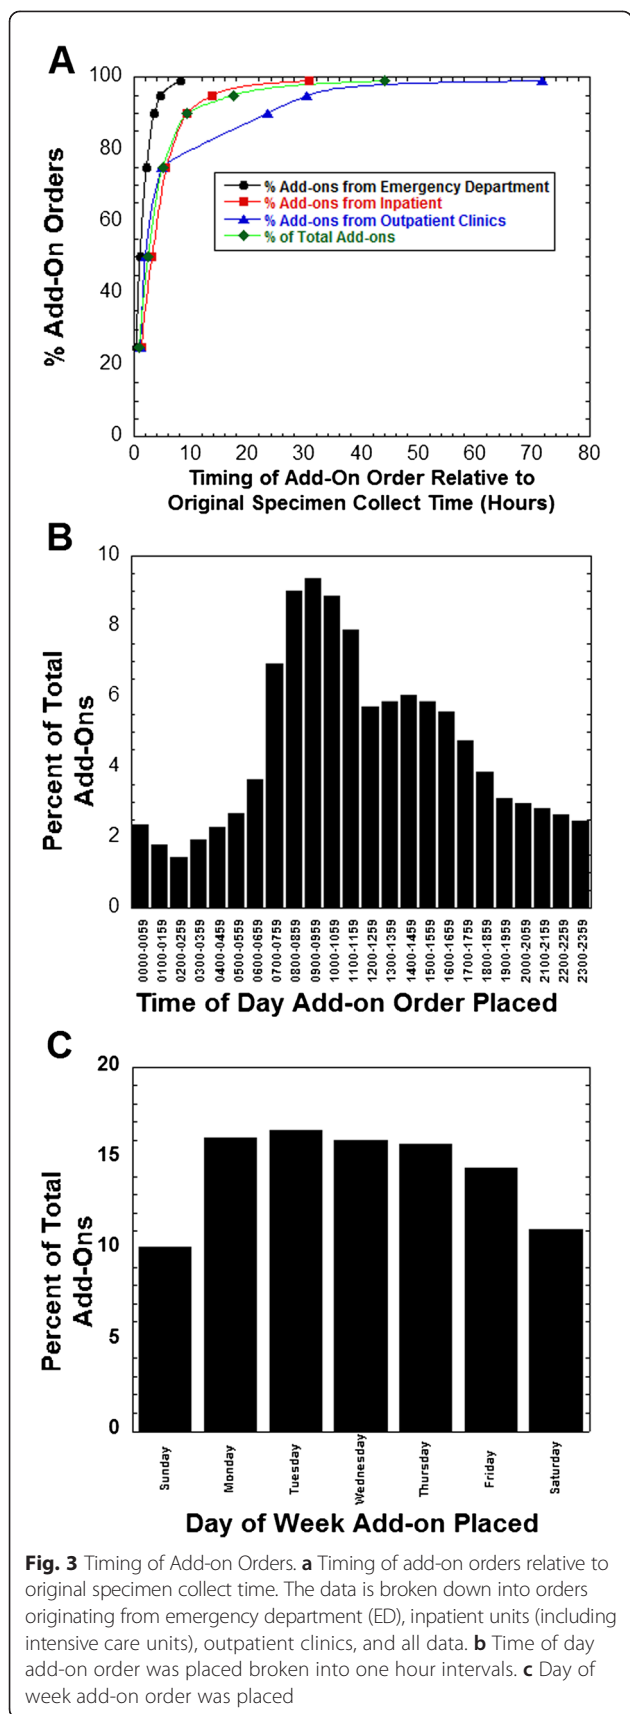 A
100
80
60
40
20
0
% Add-On Orders
% Add-ons from Emergency Department
% Add-ons from Inpatient
% Add-ons from Outpatient Clinics
% of Total Add-ons
0 10 20 30 40 50 60 70 80
Timing of Add-On Order Relative to
Original Specimen Collect Time (Hours)
B
10
8
6
4
2
0
Percent of Total
Add-Ons
0000-0059
0100-0159
0200-0259
0300-0359
0400-0459
0500-0559
0600-0659
0700-0759
0800-0859
0900-0959
1000-1059
1100-1159
1200-1259
1300-1359
1400-1459
1500-1559
1600-1659
1700-1759
1800-1859
1900-1959
2000-2059
2100-2159
2200-2259
2300-2359
Time of Day Add-on Order Placed
C
20
15
10
5
0
Percent of Total
Add-Ons
Sunday
Monday
Tuesday
Wednesday
Thursday
Friday
Saturday
Day of Week Add-on Placed
Fig. 3 Timing of Add-on Orders. a Timing of add-on orders relative to
original specimen collect time. The data is broken down into orders
originating from emergency department (ED), inpatient units (including
intensive care units), outpatient clinics, and all data. b Time of day
add-on order was placed broken into one hour intervals. c Day of
week add-on order was placed